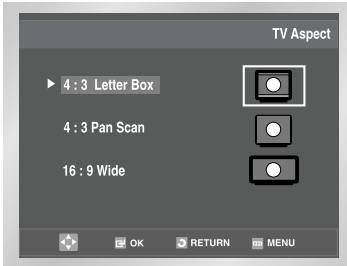 TV Aspect
4 : 3 Letter Box
4 : 3 Pan Scan
16 : 9 Wide
OK RETURN MENU